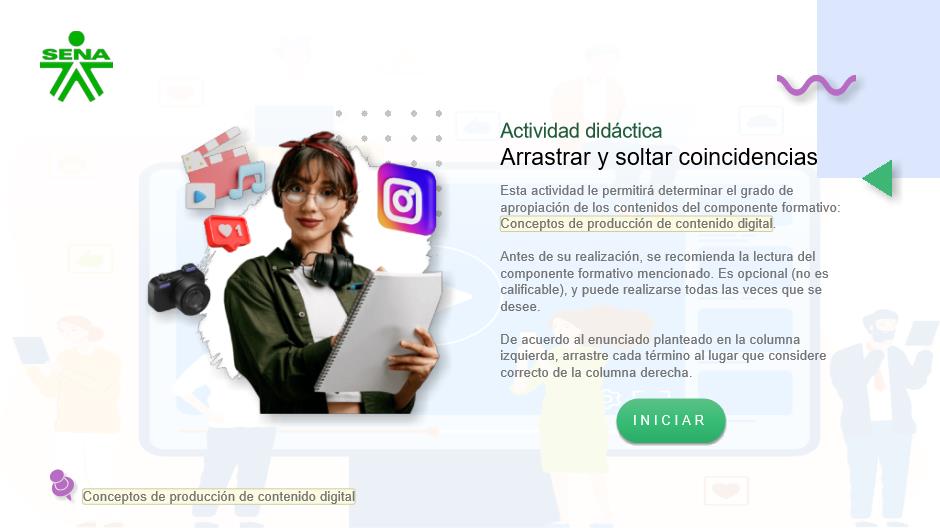 SENA
Actividad didáctica
Arrastrar y soltar coincidencias
Esta actividad le permitirá determinar el grado de
apropiación de los contenidos del componente formativo:
Conceptos de producción de contenido digital.
Antes de su realización, se recomienda la lectura del
componente formativo mencionado. Es opcional (no es
calificable), y puede realizarse todas las veces que se
desee.
De acuerdo al enunciado planteado en la columna
izquierda, arrastre cada término al lugar que considere
correcto de la columna derecha.
INICIAR
1
Conceptos de producción de contenido digital